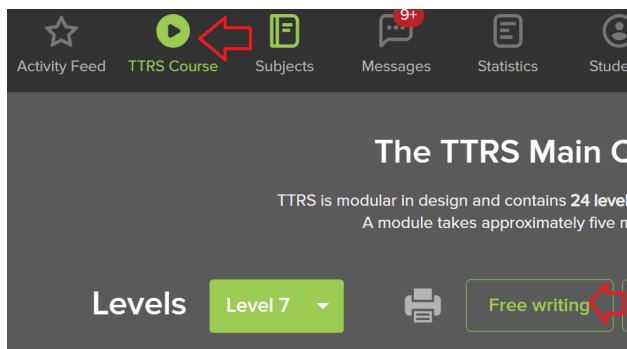 9+
Activity Feed TTRS Course Subjects Messages Statistics
The TTRS Main
TTRS is modular in design and contains 24
A module takes approximately five
Levels Level 7 Free writing